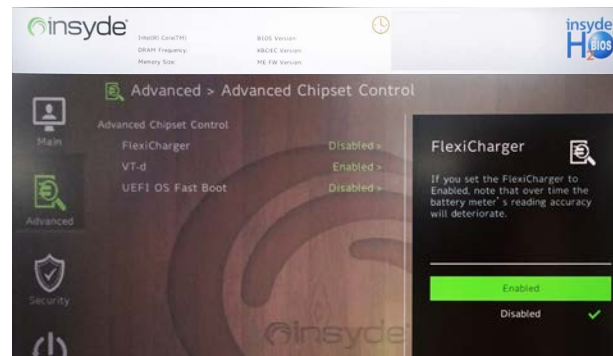 insyde
Intel(R) Core(TM)
BIOS Version:
DRAM Frequency:
KBC/EC Version:
Memory Size:
ME FW Version:
insyde
H2O BIOS
Advanced > Advanced Chipset Control
Main
Advanced
Security
Advanced Chipset Control
FlexiCharger Disabled »
VT-d Enabled »
UEFI OS Fast Boot Disabled »
FlexiCharger
If you set the FlexiCharger to
Enabled, note that over time the
battery meter's reading accuracy
will deteriorate.
Enabled
Disabled
insyde